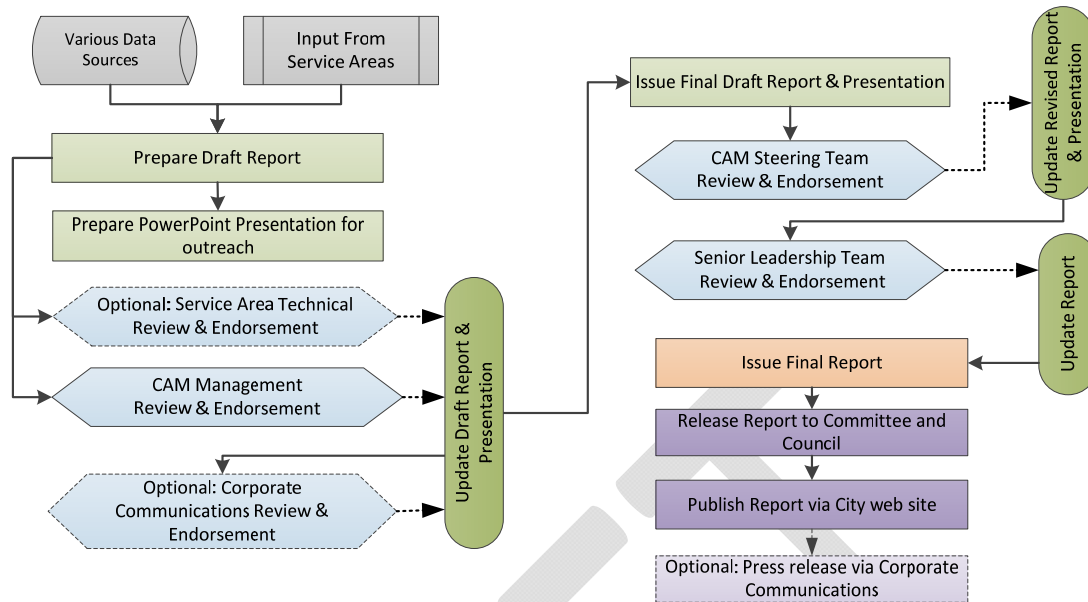 Various Data
Sources
Input From
Service Areas
Prepare Draft Report
Prepare PowerPoint Presentation for
outreach
Optional: Service Area Technical
Review & Endorsement
CAM Management
Review & Endorsement
Optional: Corporate
Communications Review &
Endorsement
Update Draft Report &
Presentation
Issue Final Draft Report & Presentation
CAM Steering Team
Review & Endorsement
Update Revised Report
& Presentation
Senior Leadership Team
Review & Endorsement
Update Report
Issue Final Report
Release Report to Committee and
Council
Publish Report via City web site
Optional: Press release via Corporate
Communications